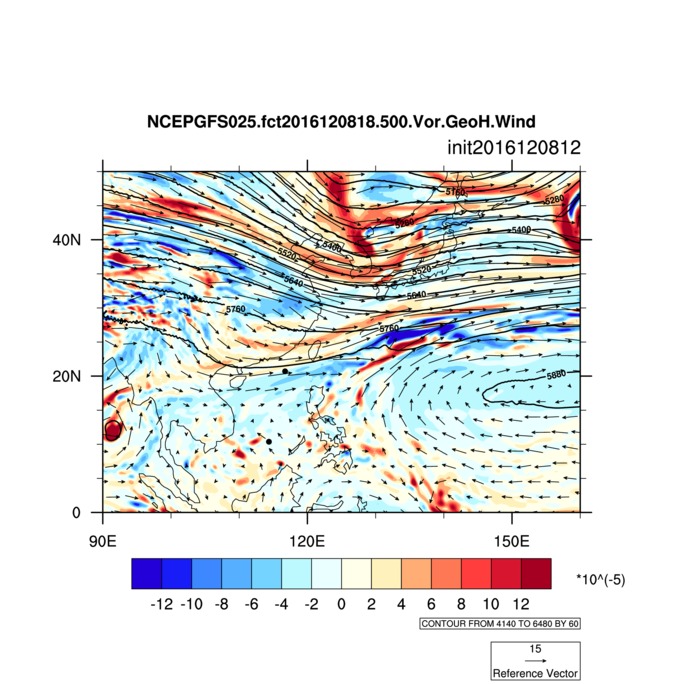 NCEPGFS025.fct2016120818.500.Vor.GeoH.Wind
init2016120812
5160
5280
5280
5400
40N
5400
5520
5520
5640
5640
5760
5760
20N
5880
0
90E 120E 150E
-12 -10 -8 -6 -4 -2 0 2 4 6 8 10 12
*10^(-5)
CONTOUR FROM 4140 TO 6480 BY 60
15
Reference Vector